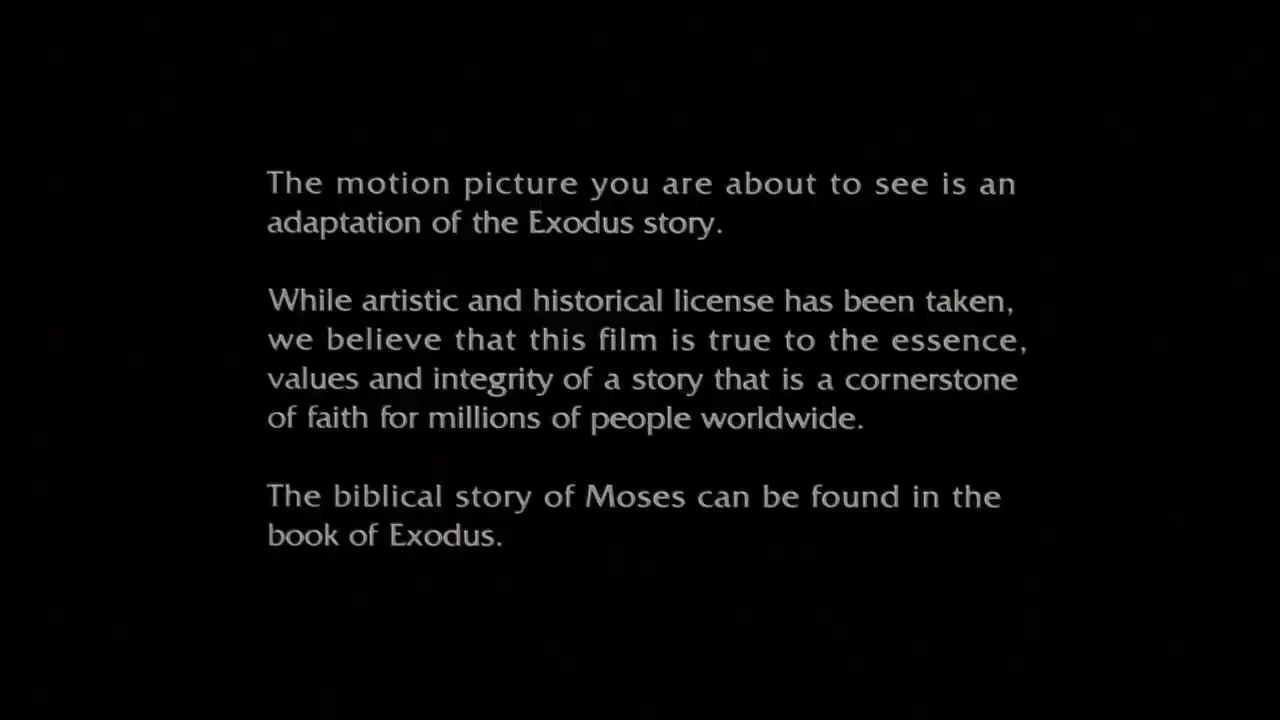 The motion picture you are about to see is an
adaptation of the Exodus story.
While artistic and historical license has been taken,
we believe that this film is true to the essence,
values and integrity of a story that is a cornerstone
of faith for millions of people worldwide.
The biblical story of Moses can be found in the
book of Exodus.